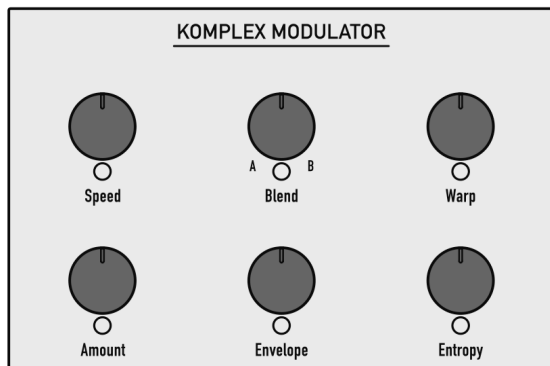 KOMPLEX MODULATOR
A B
Speed Blend Warp
Amount Envelope Entropy